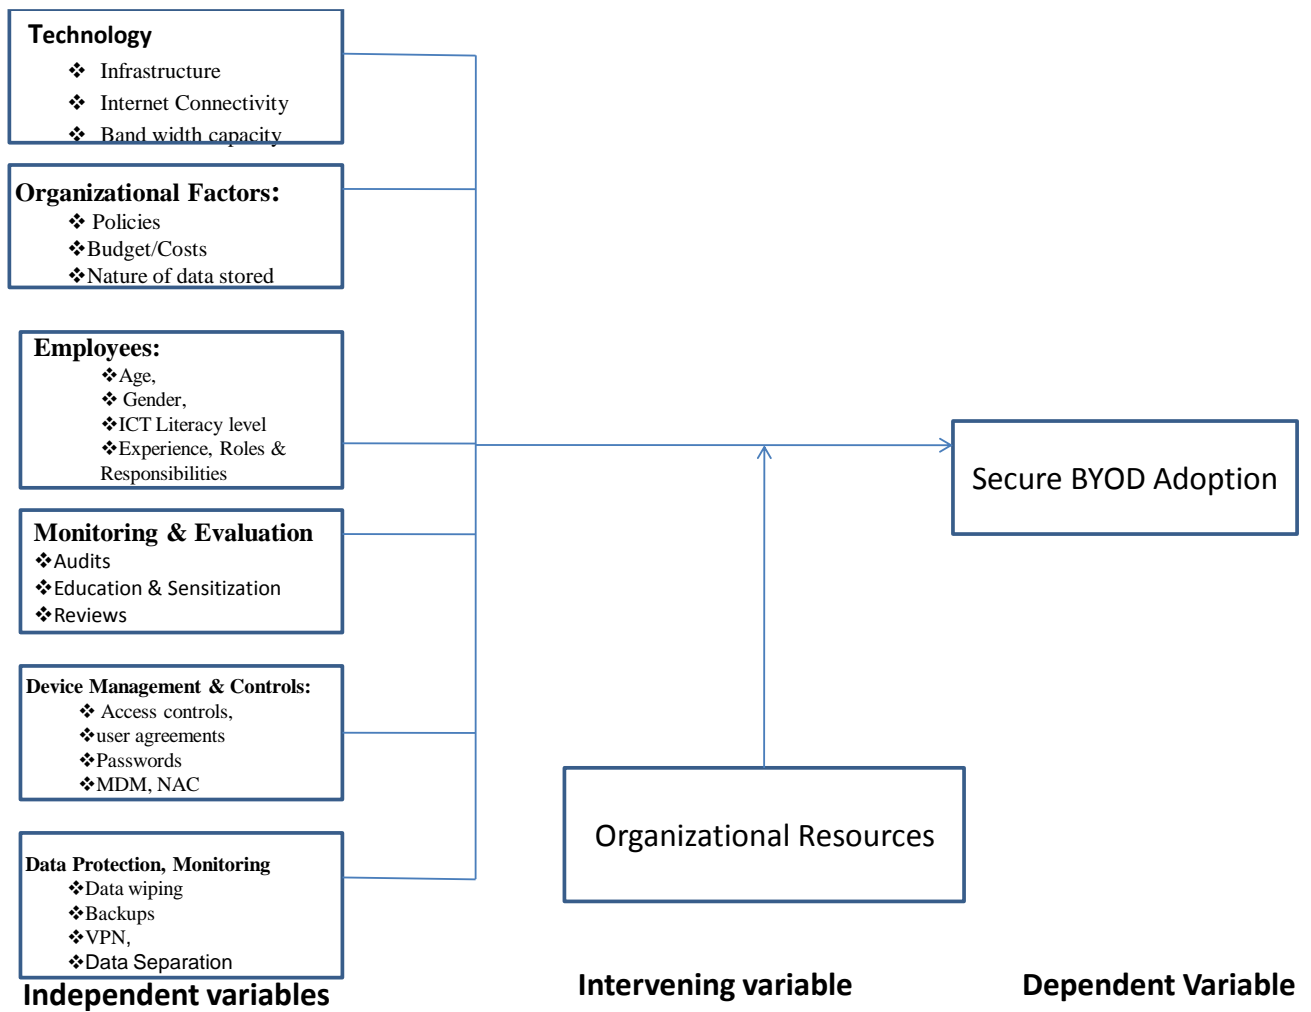 Technology
❖ Infrastructure
❖ Internet Connectivity
❖ Band width capacity
Organizational Factors:
❖ Policies
❖Budget/Costs
❖Nature of data stored
Employees:
❖Age,
❖ Gender,
❖ICT Literacy level
❖Experience, Roles &
Responsibilities
Monitoring & Evaluation
❖Audits
❖Education & Sensitization
❖Reviews
Device Management & Controls:
❖ Access controls,
❖user agreements
❖Passwords
❖MDM, NAC
Data Protection, Monitoring
❖Data wiping
❖Backups
❖VPN,
❖Data Separation
Independent variables
Organizational Resources
Intervening variable
Secure BYOD Adoption
Dependent Variable